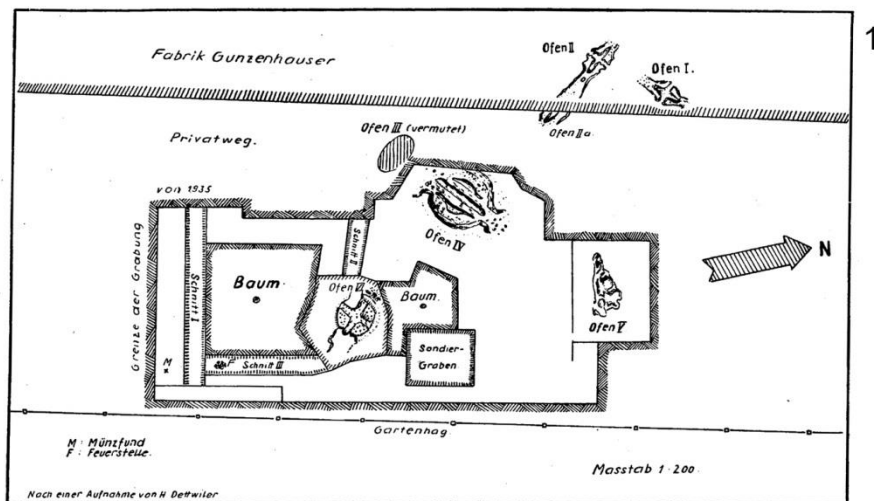 1
Fabrik Gunzenhauser
Ofen II
Ofen I.
Ofen III (vermutet)
Ofen IIa
Privatweg.
von 1935
Grenze der Grabung
Schnitt I
Schnitt II
Ofen IV
Baum
Ofen VI
Baum
Ofen V
N
M
F
Schnitt III
Sondier-
Graben
Gartenhag
M : Münzfund
F : Feuerstelle.
Masstab 1·200.
Nach einer Aufnahme von H Dettwiler